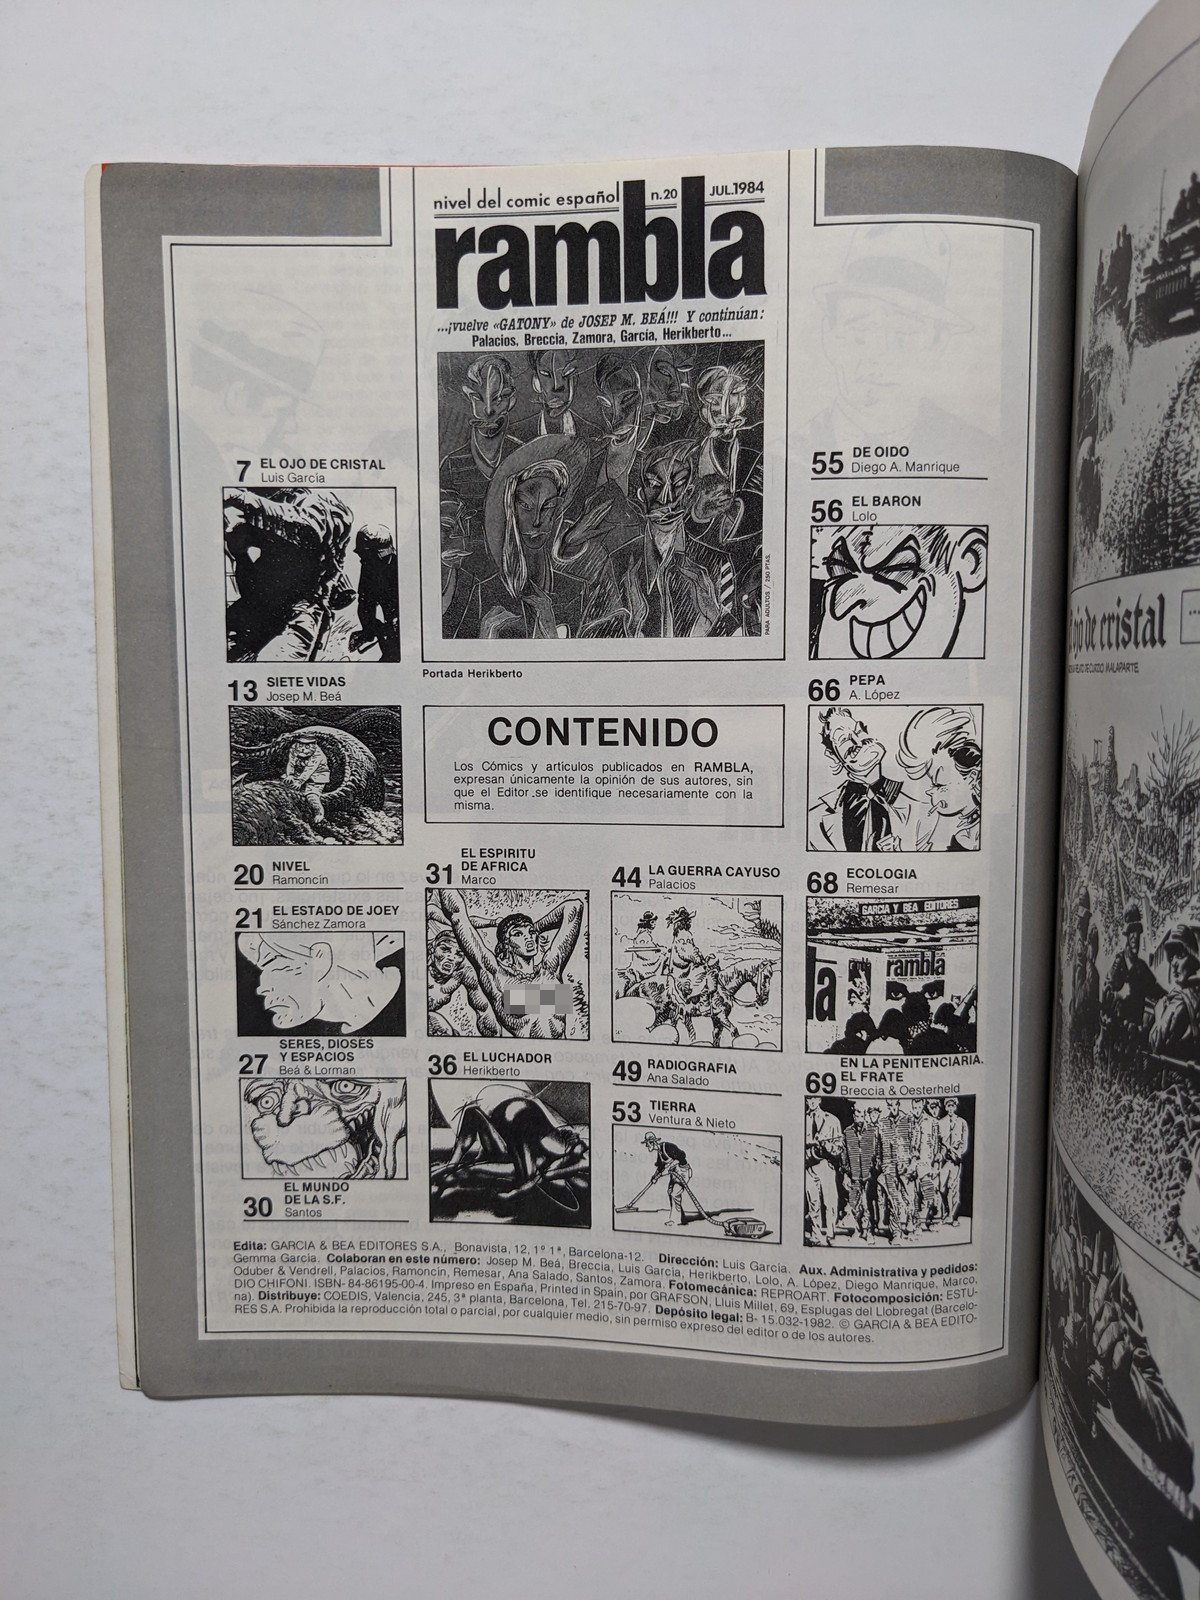 nivel del comic español n.20 JUL.1984
rambla
...¡vuelve «GATONY» de JOSEP M. BEÁ!!! Y continúan:
Palacios, Breccia, Zamora, García, Herikberto...
PARA ADULTOS / 250 PTAS.
Portada Herikberto
CONTENIDO
Los Cómics y articulos publicados en RAMBLA,
expresan únicamente la opinión de sus autores, sin
que el Editor se identifique necesariamente con la
misma.
7 EL OJO DE CRISTAL
Luis García
13 SIETE VIDAS
Josep M. Beá
20 NIVEL
Ramoncín
21 EL ESTADO DE JOEY
Sánchez Zamora
27 SERES, DIOSES
Y ESPACIOS
Beá & Lorman
30 EL MUNDO
DE LA S.F.
Santos
31 EL ESPIRITU
DE AFRICA
Marco
36 EL LUCHADOR
Herikberto
44 LA GUERRA CAYUSO
Palacios
49 RADIOGRAFIA
Ana Salado
53 TIERRA
Ventura & Nieto
55 DE OIDO
Diego A. Manrique
56 EL BARON
Lolo
66 PEPA
A. López
68 ECOLOGIA
Remesar
GARCIA Y BEA EDITORES
la
rambla
69 EN LA PENITENCIARIA.
EL FRATE
Breccia & Oesterheld
Edita: GARCIA & BEA EDITORES S.A., Bonavista, 12, 1º 1ª, Barcelona-12. Dirección: Luis García. Aux. Administrativa y pedidos:
Gemma García. Colaboran en este número: Josep M. Beá, Breccia, Luis García, Herikberto, Lolo, A. López, Diego Manrique, Marco,
Oduber & Vendrell, Palacios, Ramoncín, Remesar, Ana Salado, Santos, Zamora. Fotomecánica: REPROART. Fotocomposición: ESTU-
DIO CHIFONI. ISBN- 84-86195-00-4. Impreso en España, Printed in Spain, por GRAFSON, Lluis Millet, 69, Esplugas del Llobregat (Barcelo-
na). Distribuye: COEDIS, Valencia, 245, 3ª planta, Barcelona, Tel. 215-70-97. Depósito legal: B- 15.032-1982. © GARCIA & BEA EDITO-
RES S.A. Prohibida la reproducción total o parcial, por cualquier medio, sin permiso expreso del editor o de los autores.
ojo de cristal
RELATO DE CURZIO MALAPARTE